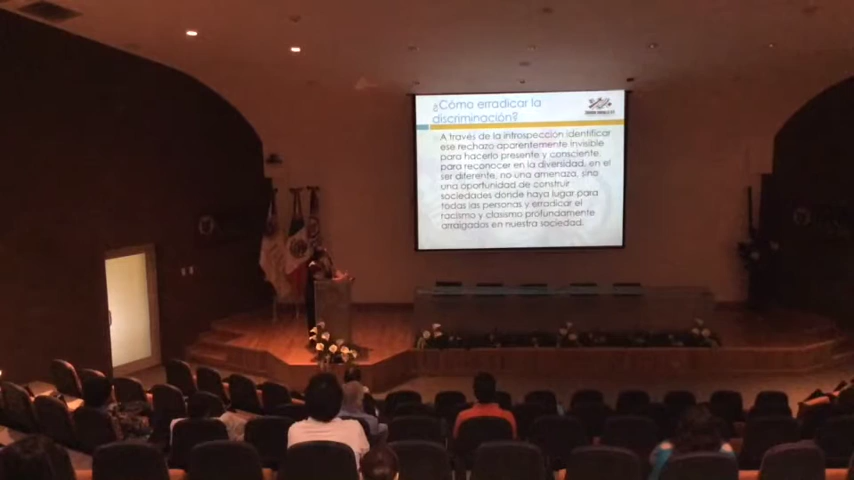 ¿Cómo erradicar la
discriminación?
A través de la introspección identificar
ese rechazo aparentemente invisible
para hacerlo presente y consciente
para reconocer en la diversidad, en el
ser diferente, no una amenaza, sino
una oportunidad de construir
sociedades donde haya lugar para
todas las personas y erradicar el
racismo y clasismo profundamente
arraigados en nuestra sociedad.